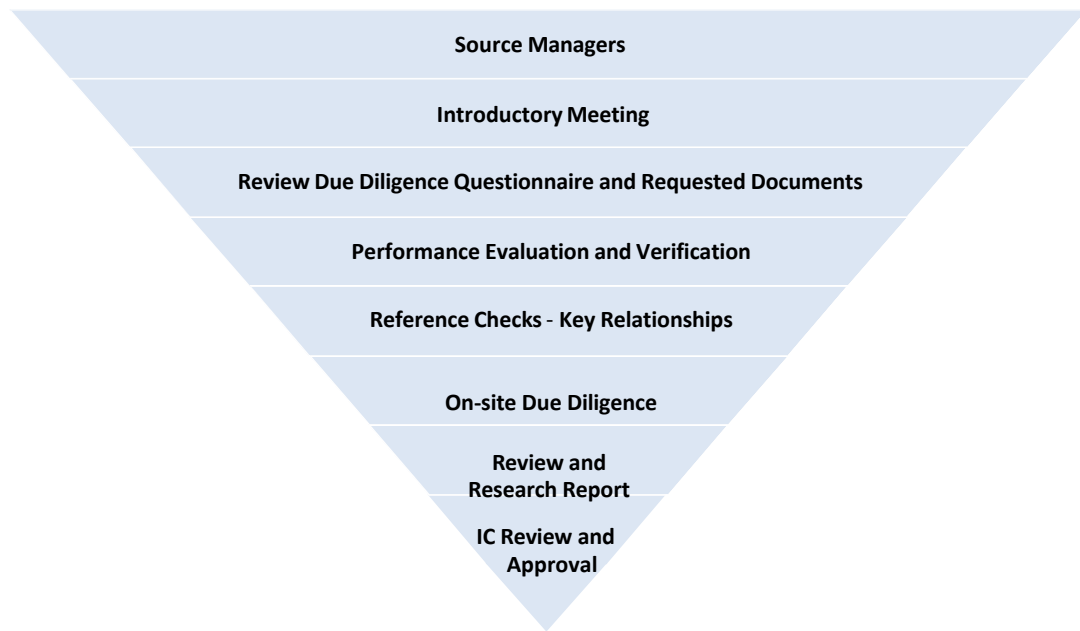 Source Managers
Introductory Meeting
Review Due Diligence Questionnaire and Requested Documents
Performance Evaluation and Verification
Reference Checks - Key Relationships
On-site Due Diligence
Review and
Research Report
IC Review and
Approval